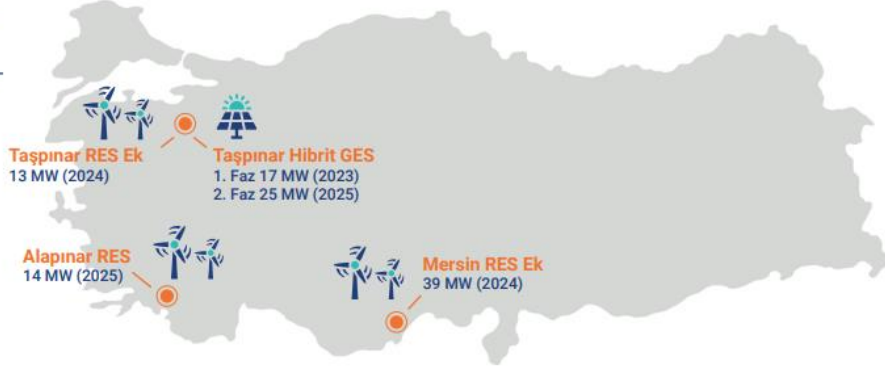 Taşpınar RES Ek
13 MW (2024)
Taşpınar Hibrit GES
1. Faz 17 MW (2023)
2. Faz 25 MW (2025)
Alapınar RES
14 MW (2025)
Mersin RES Ek
39 MW (2024)